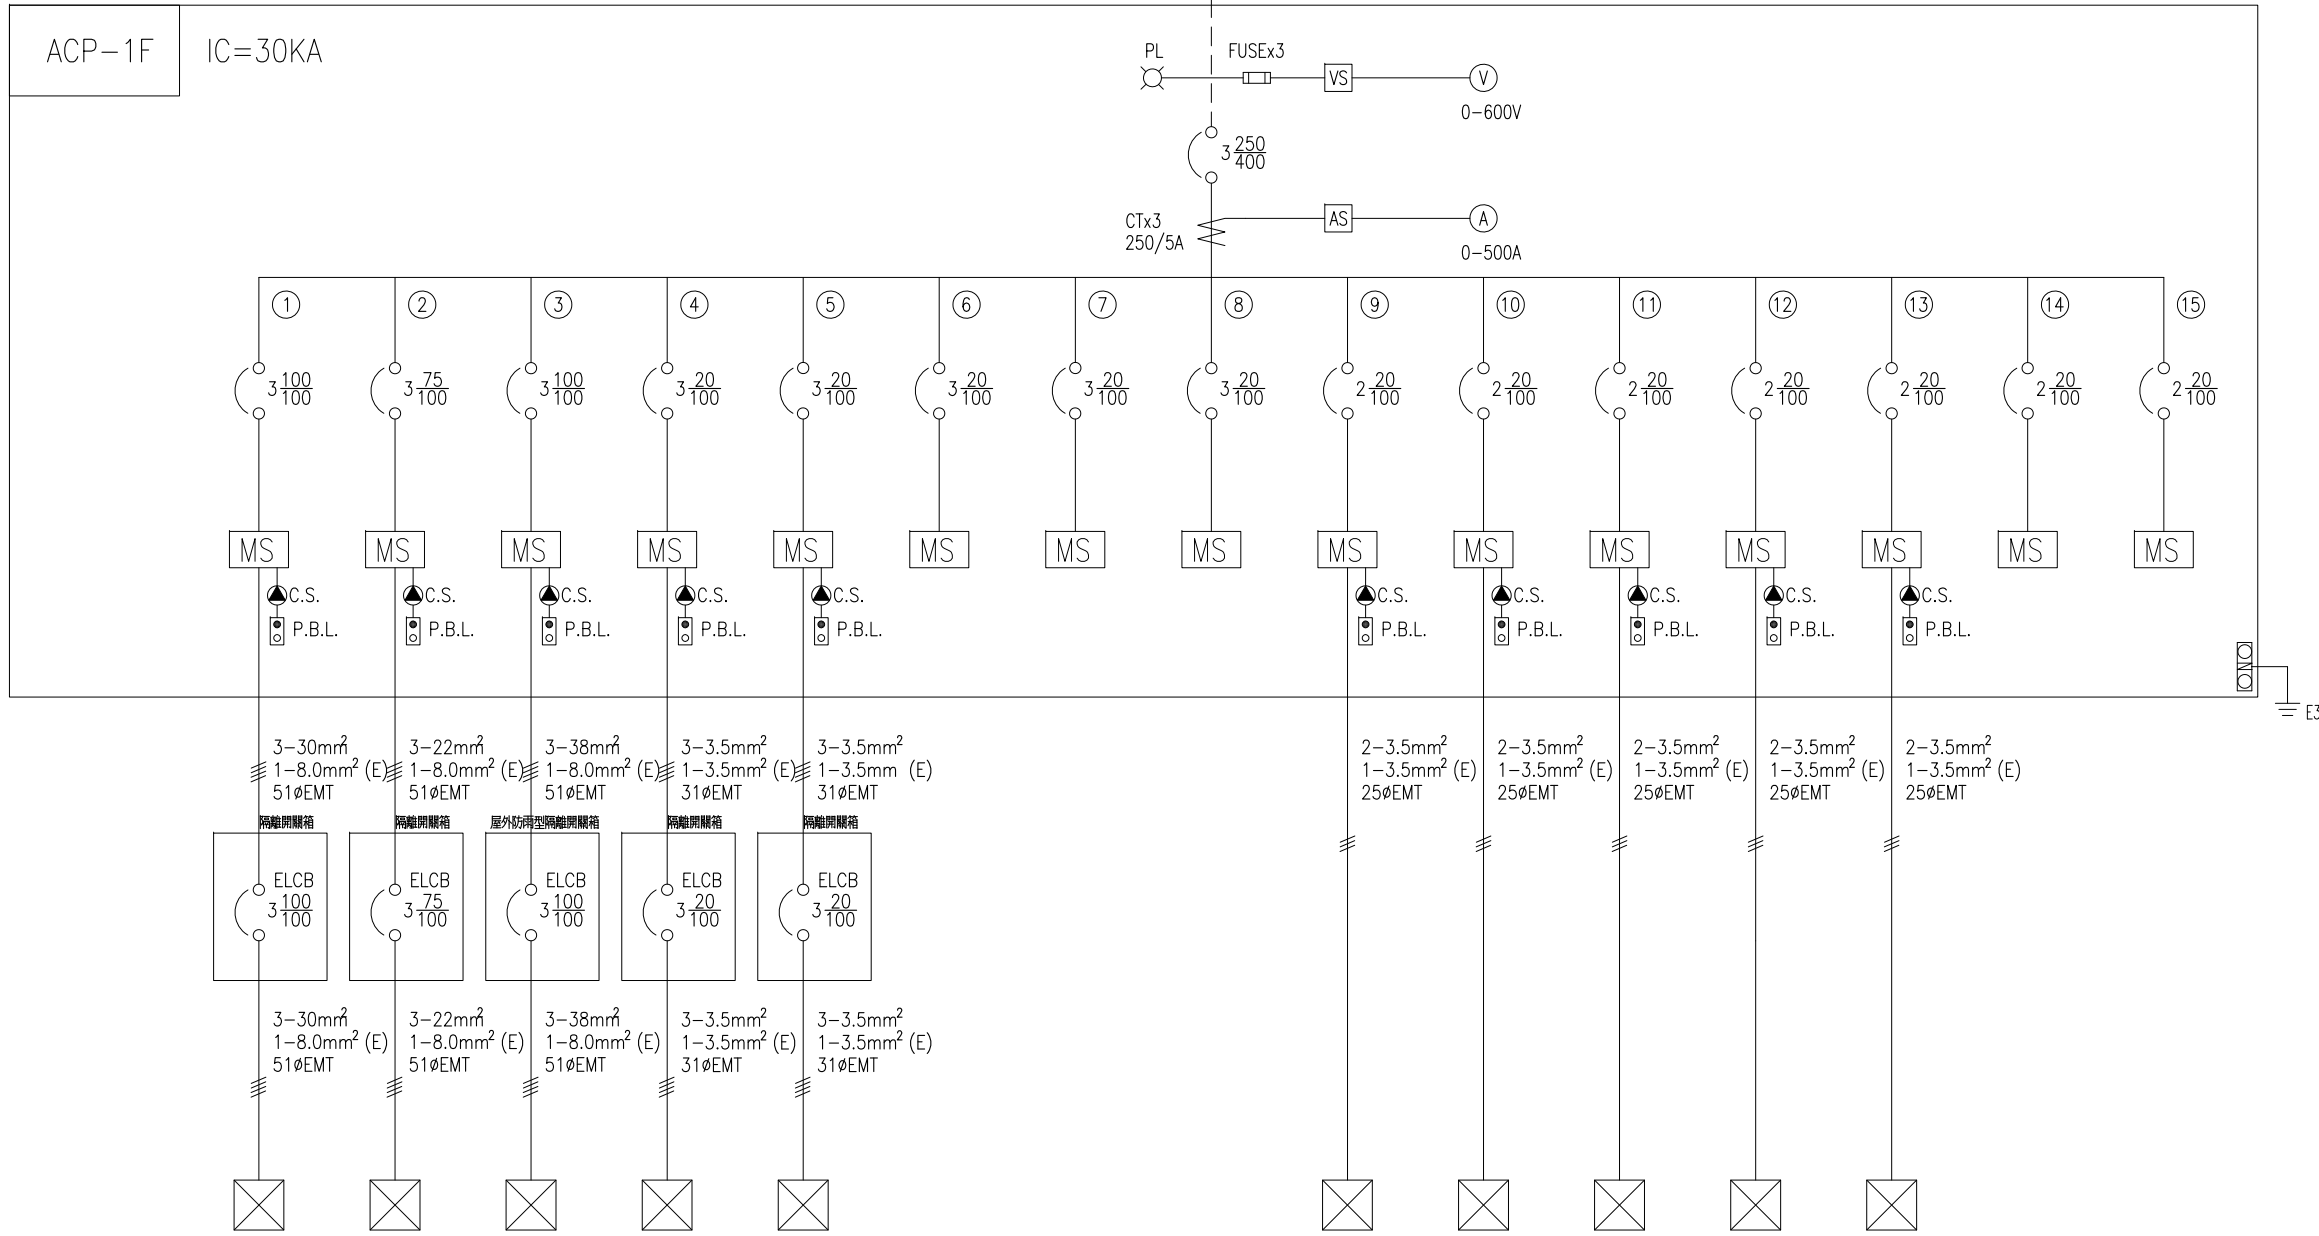 ACP-1F IC=30KA
PL FUSEx3 VS V
0-600V
3 250/400
CTx3
250/5A
AS A
0-500A
1 2 3 4 5 6 7 8 9 10 11 12 13 14 15
3 100/100 3 75/100 3 100/100 3 20/100 3 20/100 3 20/100 3 20/100 3 20/100 2 20/100 2 20/100 2 20/100 2 20/100 2 20/100 2 20/100 2 20/100
MS MS MS MS MS MS MS MS MS MS MS MS MS MS MS
C.S. C.S. C.S. C.S. C.S. C.S. C.S. C.S. C.S. C.S.
P.B.L. P.B.L. P.B.L. P.B.L. P.B.L. P.B.L. P.B.L. P.B.L. P.B.L. P.B.L.
E3
3-30mm² 3-22mm² 3-38mm² 3-3.5mm² 3-3.5mm² 2-3.5mm² 2-3.5mm² 2-3.5mm² 2-3.5mm² 2-3.5mm²
1-8.0mm² (E) 1-8.0mm² (E) 1-8.0mm² (E) 1-3.5mm² (E) 1-3.5mm (E) 1-3.5mm² (E) 1-3.5mm² (E) 1-3.5mm² (E) 1-3.5mm² (E) 1-3.5mm² (E)
51øEMT 51øEMT 51øEMT 31øEMT 31øEMT 25øEMT 25øEMT 25øEMT 25øEMT 25øEMT
隔離開關箱 隔離開關箱 屋外防雨型隔離開關箱 隔離開關箱 隔離開關箱
ELCB ELCB ELCB ELCB ELCB
3 100/100 3 75/100 3 100/100 3 20/100 3 20/100
3-30mm² 3-22mm² 3-38mm² 3-3.5mm² 3-3.5mm²
1-8.0mm² (E) 1-8.0mm² (E) 1-8.0mm² (E) 1-3.5mm² (E) 1-3.5mm² (E)
51øEMT 51øEMT 51øEMT 31øEMT 31øEMT